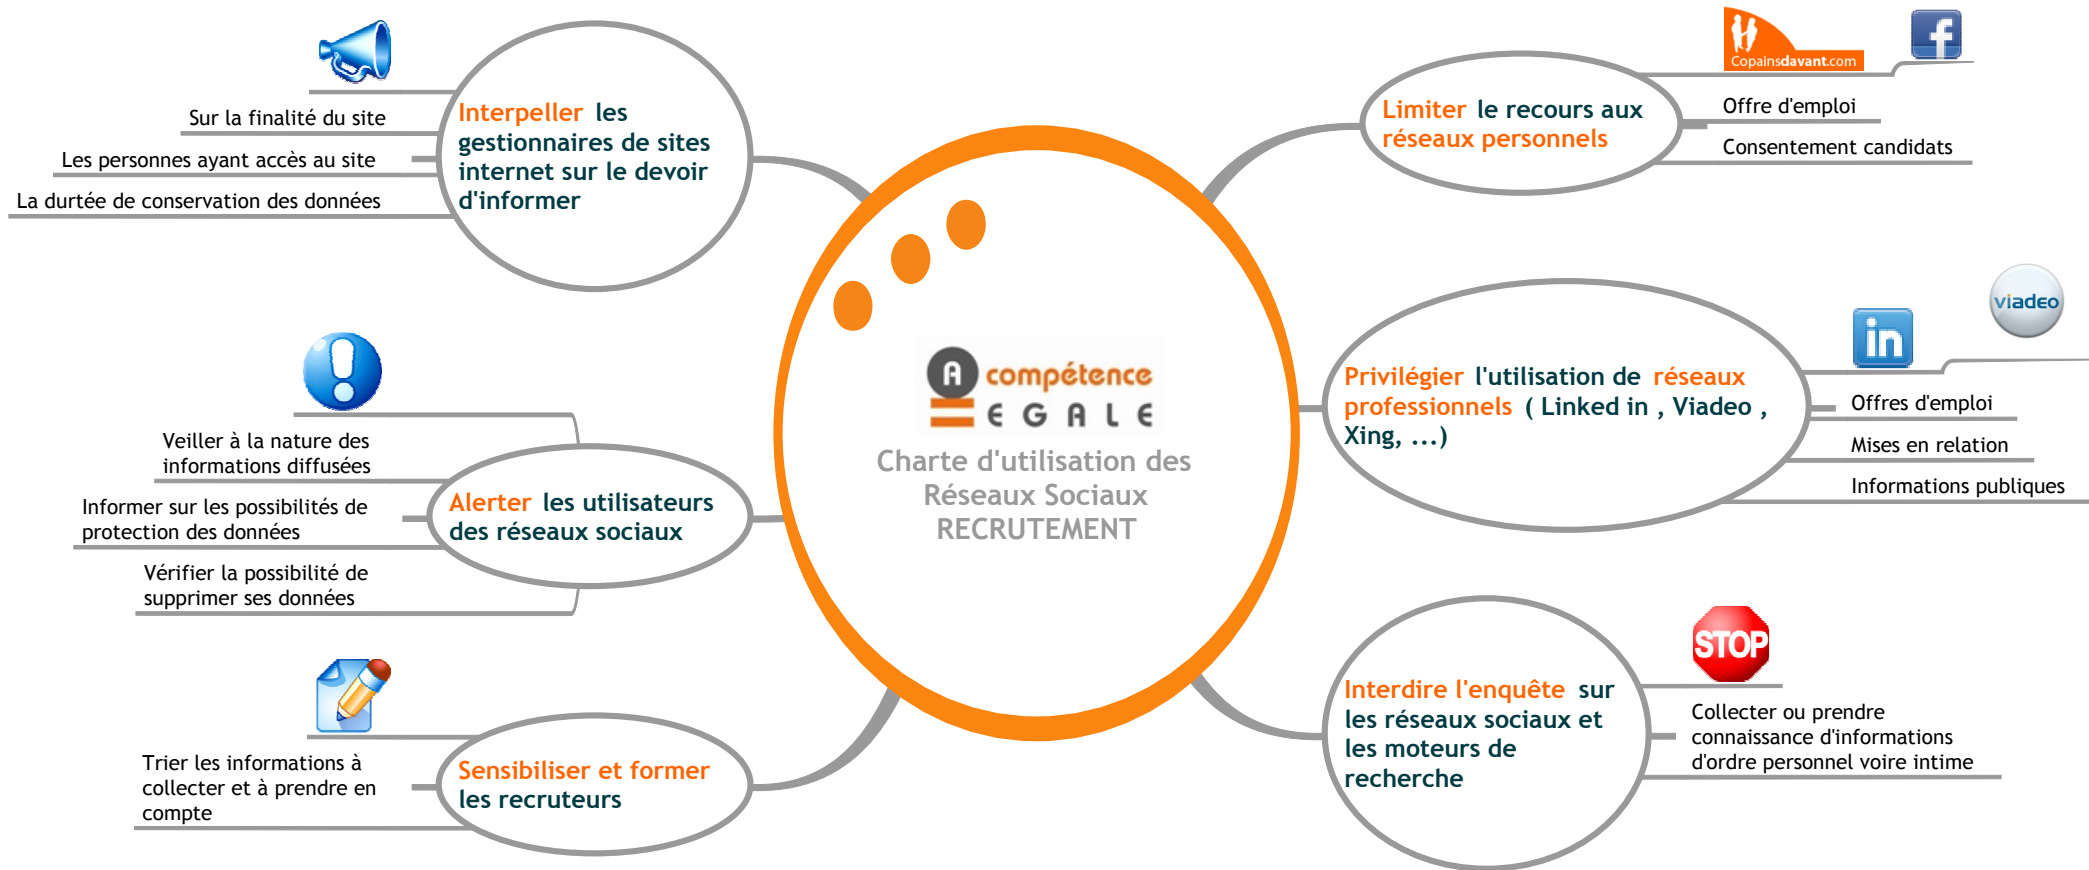 Interpeller les
gestionnaires de sites
internet sur le devoir
d'informer
Sur la finalité du site
Les personnes ayant accès au site
La durtée de conservation des données
Alerter les utilisateurs
des réseaux sociaux
Veiller à la nature des
informations diffusées
Informer sur les possibilités de
protection des données
Vérifier la possibilité de
supprimer ses données
Sensibiliser et former
les recruteurs
Trier les informations à
collecter et à prendre en
compte
A compétence
EGALE
Charte d'utilisation des
Réseaux Sociaux
RECRUTEMENT
Limiter le recours aux
réseaux personnels
Copainsdavant.com
f
Offre d'emploi
Consentement candidats
Privilégier l'utilisation de réseaux
professionnels ( Linked in , Viadeo ,
Xing, ...)
in
viadeo
Offres d'emploi
Mises en relation
Informations publiques
Interdire l'enquête sur
les réseaux sociaux et
les moteurs de
recherche
STOP
Collecter ou prendre
connaissance d'informations
d'ordre personnel voire intime